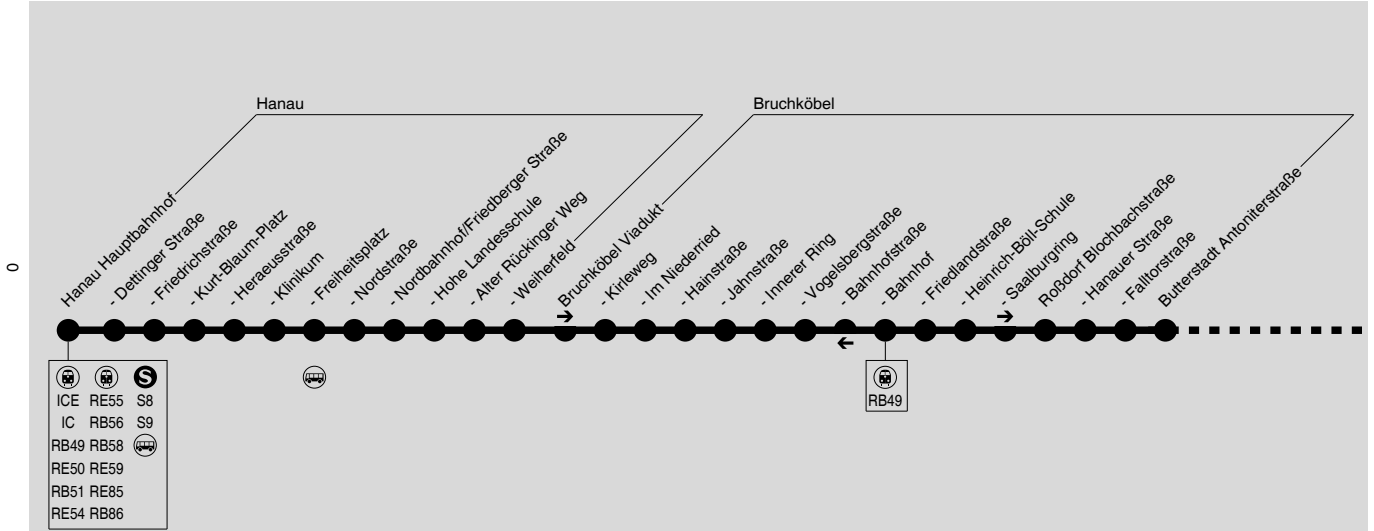 Hanau
Bruchköbel
0
Hanau Hauptbahnhof
- Dettinger Straße
- Friedrichstraße
- Kurt-Blaum-Platz
- Heraeusstraße
- Klinikum
- Freiheitsplatz
- Nordstraße
- Nordbahnhof/Friedberger Straße
- Hohe Landesschule
- Alter Rückinger Weg
- Weiherfeld
Bruchköbel Viadukt
- Kirleweg
- Im Niederried
- Hainstraße
- Jahnstraße
- Innerer Ring
- Vogelsbergstraße
- Bahnhofstraße
- Bahnhof
- Friedlandstraße
- Heinrich-Böll-Schule
- Saalburgring
Roßdorf Blochbachstraße
- Hanauer Straße
- Falltorstraße
Butterstadt Antoniterstraße
S
ICE RE55 S8
IC RB56 S9
RB49 RB58
RE50 RE59
RB51 RE85
RE54 RB86
RB49